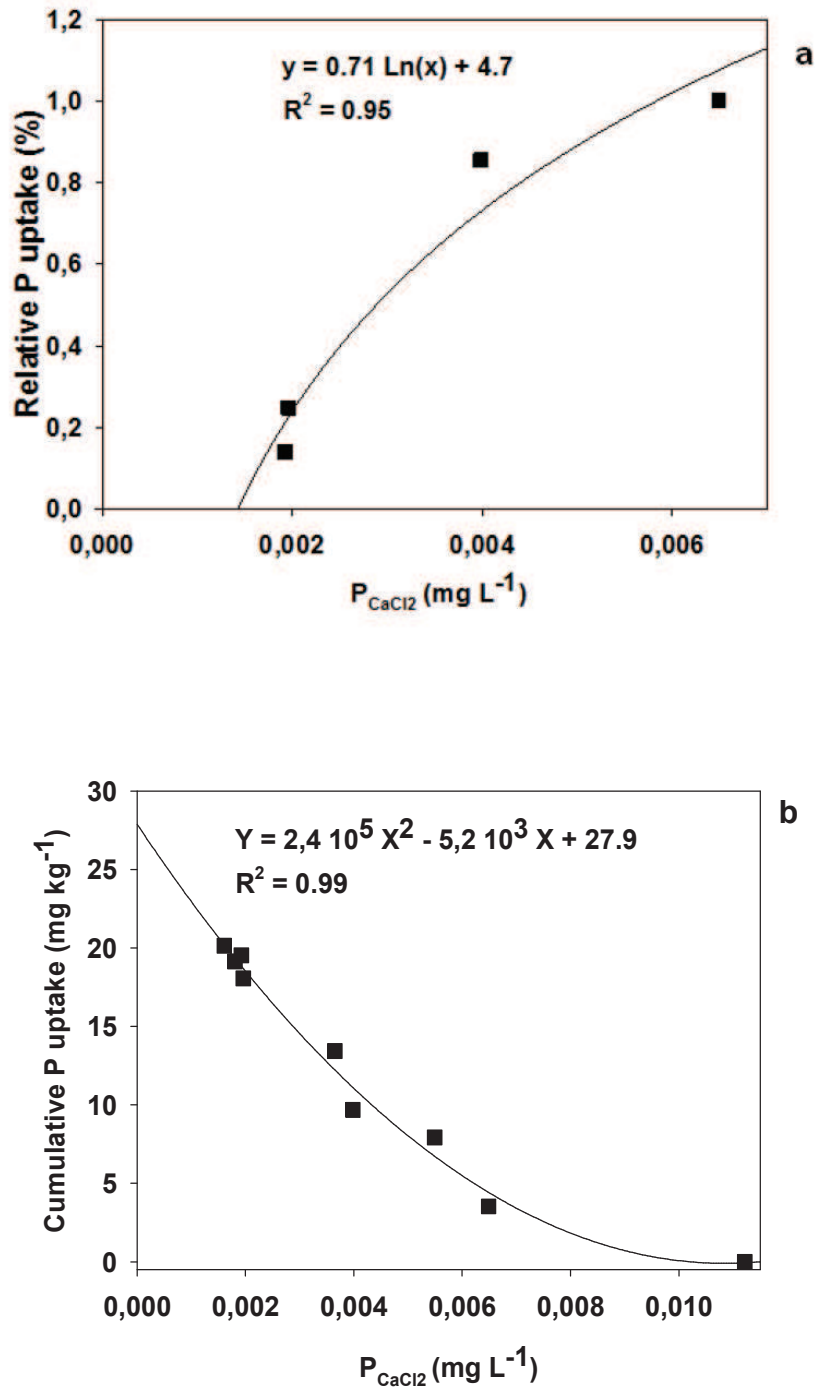 a
y = 0.71 Ln(x) + 4.7
R² = 0.95
Relative P uptake (%)
1,2
1,0
0,8
0,6
0,4
0,2
0,0
0,000 0,002 0,004 0,006
P_CaCl2 (mg L⁻¹)
b
Y = 2,4 10⁵ X² - 5,2 10³ X + 27.9
R² = 0.99
Cumulative P uptake (mg kg⁻¹)
30
25
20
15
10
5
0
0,000 0,002 0,004 0,006 0,008 0,010
P_CaCl2 (mg L⁻¹)